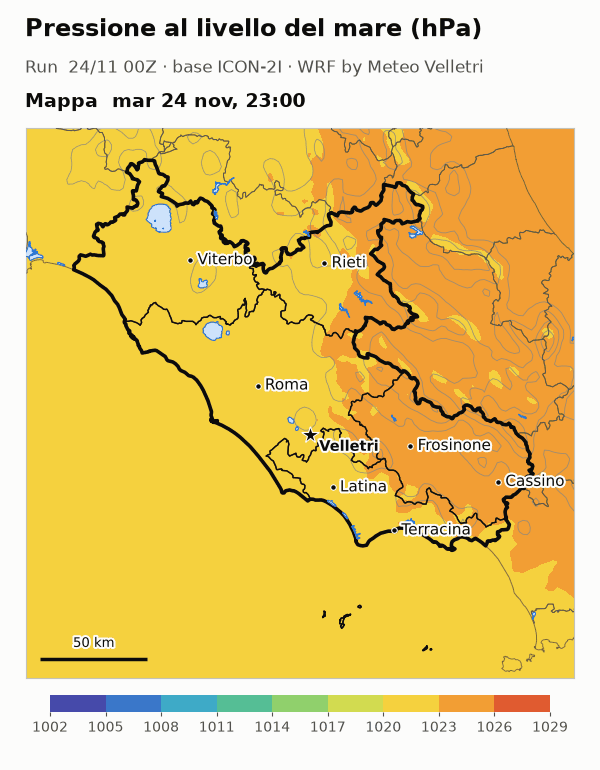 Pressione al livello del mare (hPa)
Run  24/11 00Z · base ICON-2I · WRF by Meteo Velletri
Mappa  mar 24 nov, 23:00
Viterbo
Rieti
Roma
Velletri
Frosinone
Latina
Cassino
Terracina
50 km
1002 1005 1008 1011 1014 1017 1020 1023 1026 1029